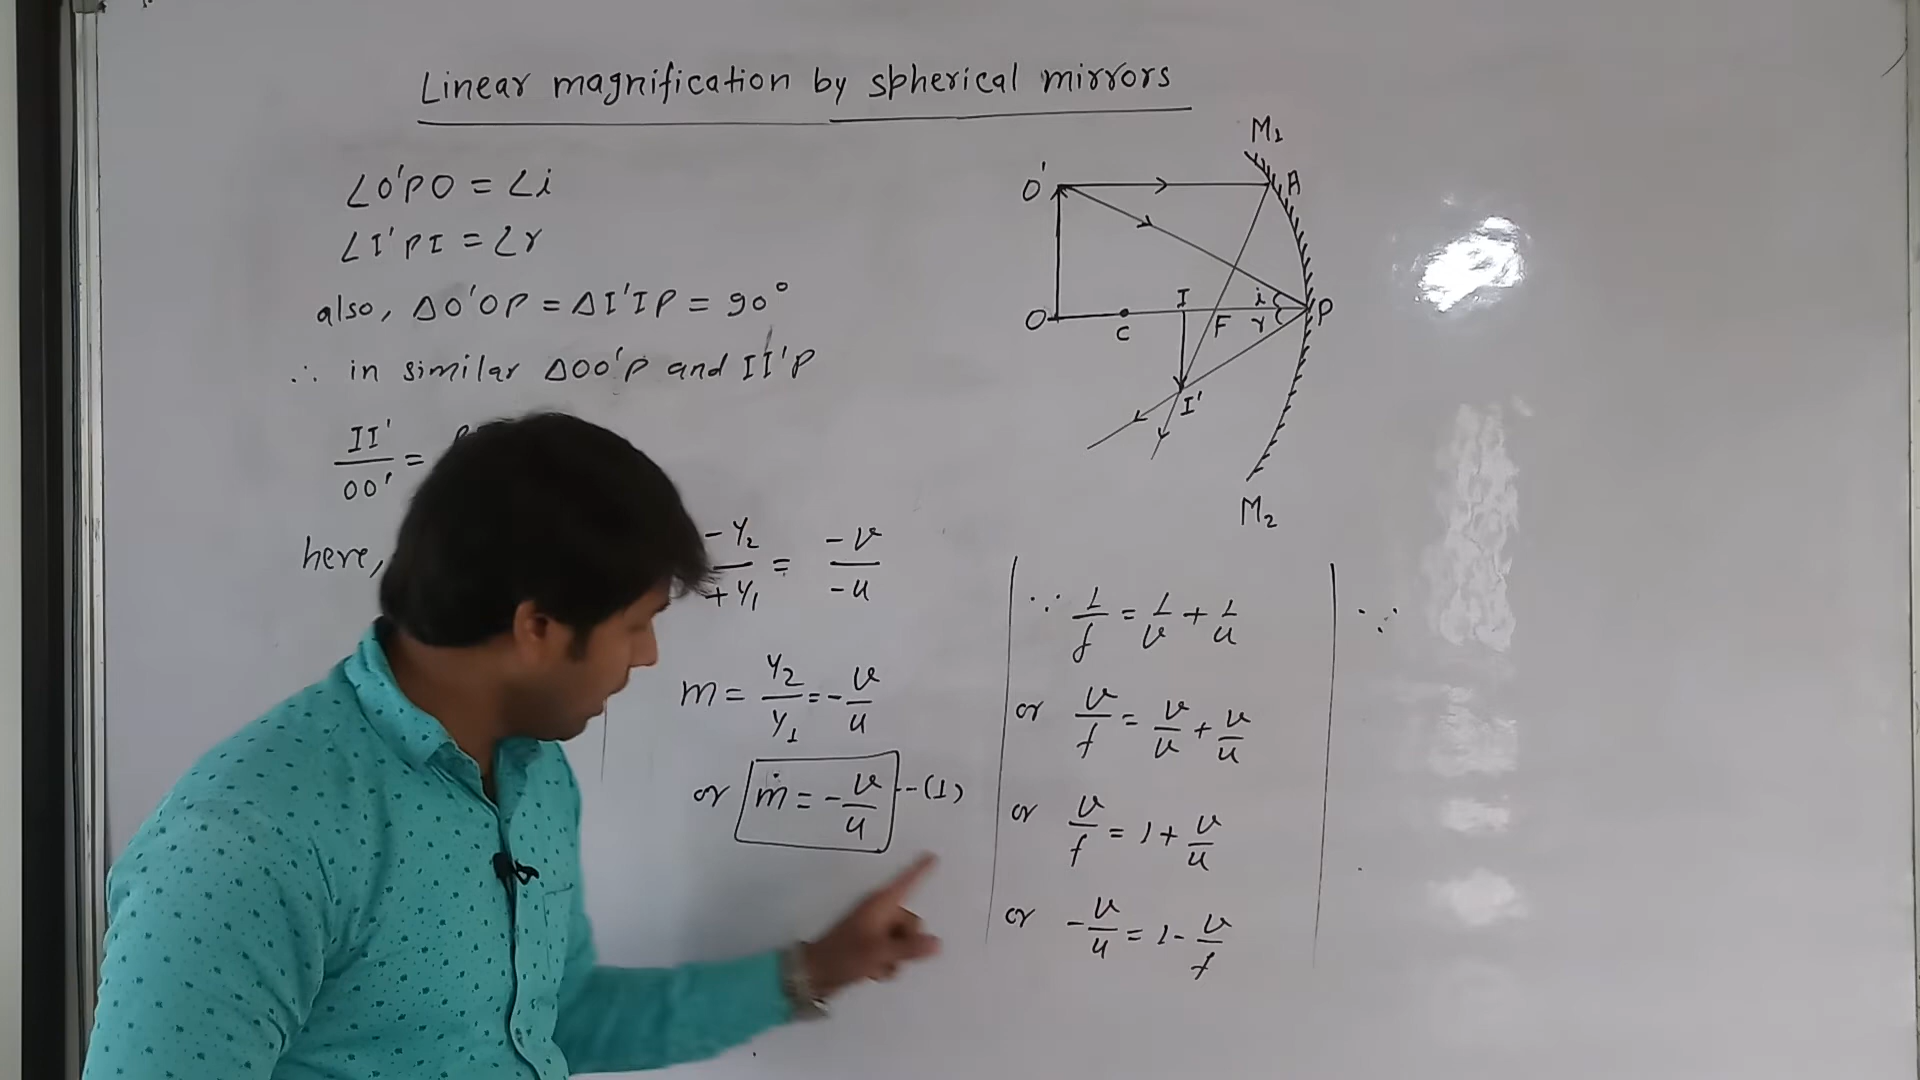 Linear magnification by spherical mirrors
∠O'PO = ∠i
∠I'PI = ∠r
also, ΔO'OP = ΔI'IP = 90°
∴ in similar ΔOO'P and II'P
II'/OO' =
here,
-y₂/+y₁ = -v/-u
m = y₂/y₁ = -v/u
or m = -v/u --(1)
M₁
O'
A
O
C
I
F
i
r
P
I'
M₂
∵ 1/f = 1/v + 1/u
or v/f = v/v + v/u
or v/f = 1 + v/u
or -v/u = 1 - v/f
∵